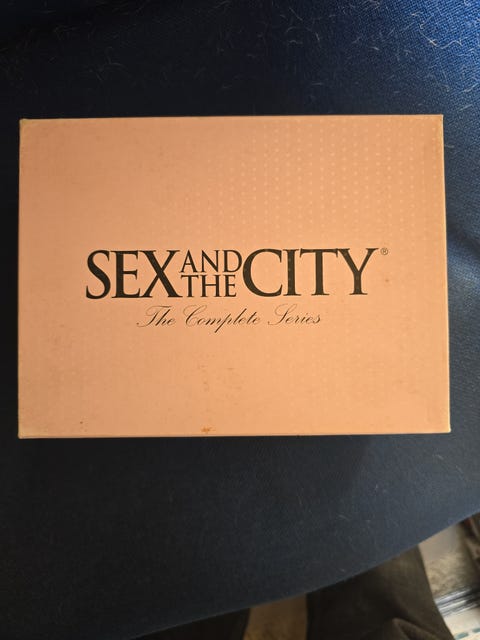 SEX AND THE CITY®
The Complete Series